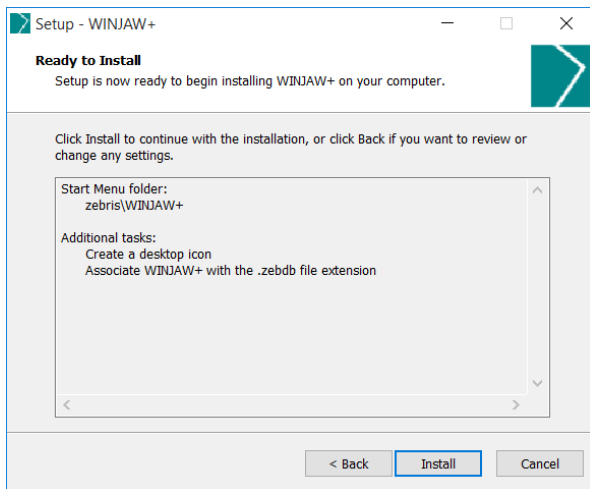 Setup - WINJAW+
Ready to Install
Setup is now ready to begin installing WINJAW+ on your computer.
Click Install to continue with the installation, or click Back if you want to review or
change any settings.
Start Menu folder:
zebris\WINJAW+
Additional tasks:
Create a desktop icon
Associate WINJAW+ with the .zebdb file extension
< Back
Install
Cancel